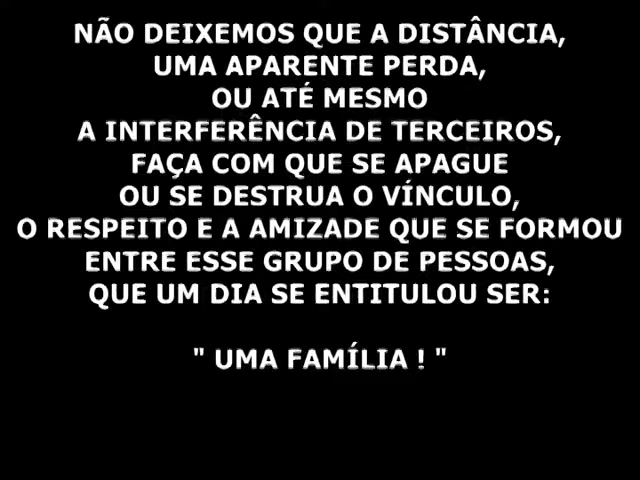 NÃO DEIXEMOS QUE A DISTÂNCIA,
UMA APARENTE PERDA,
OU ATÉ MESMO
A INTERFERÊNCIA DE TERCEIROS,
FAÇA COM QUE SE APAGUE
OU SE DESTRUA O VÍNCULO,
O RESPEITO E A AMIZADE QUE SE FORMOU
ENTRE ESSE GRUPO DE PESSOAS,
QUE UM DIA SE ENTITULOU SER:
" UMA FAMÍLIA ! "